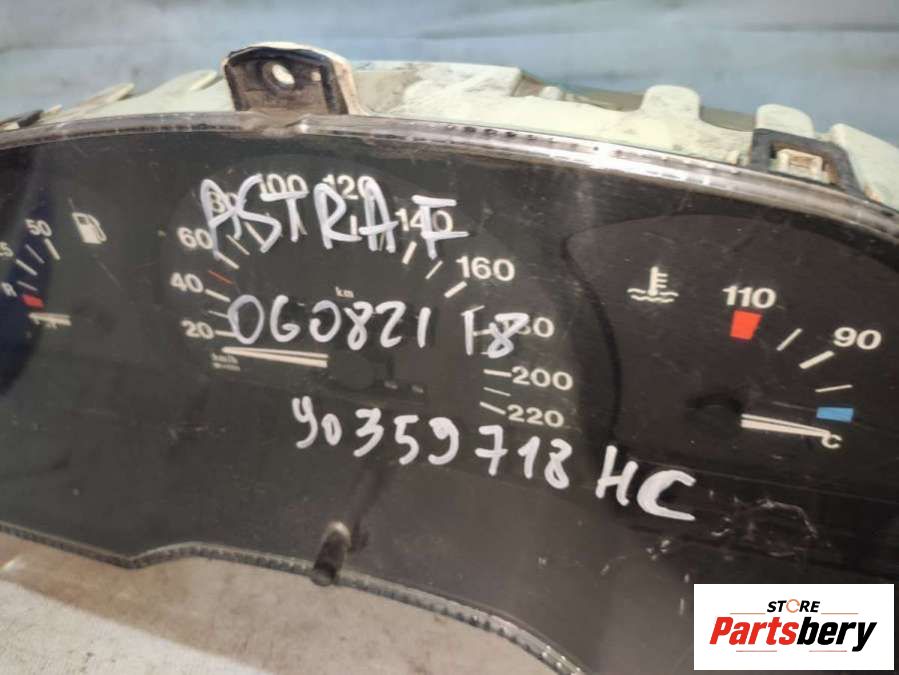 ASTRA F
80 100 120 140
60 160
50
40 km
R
20 180
0G0821 F8
km/h 200
220
90359718 HC
110
90
C
STORE
Partsbery